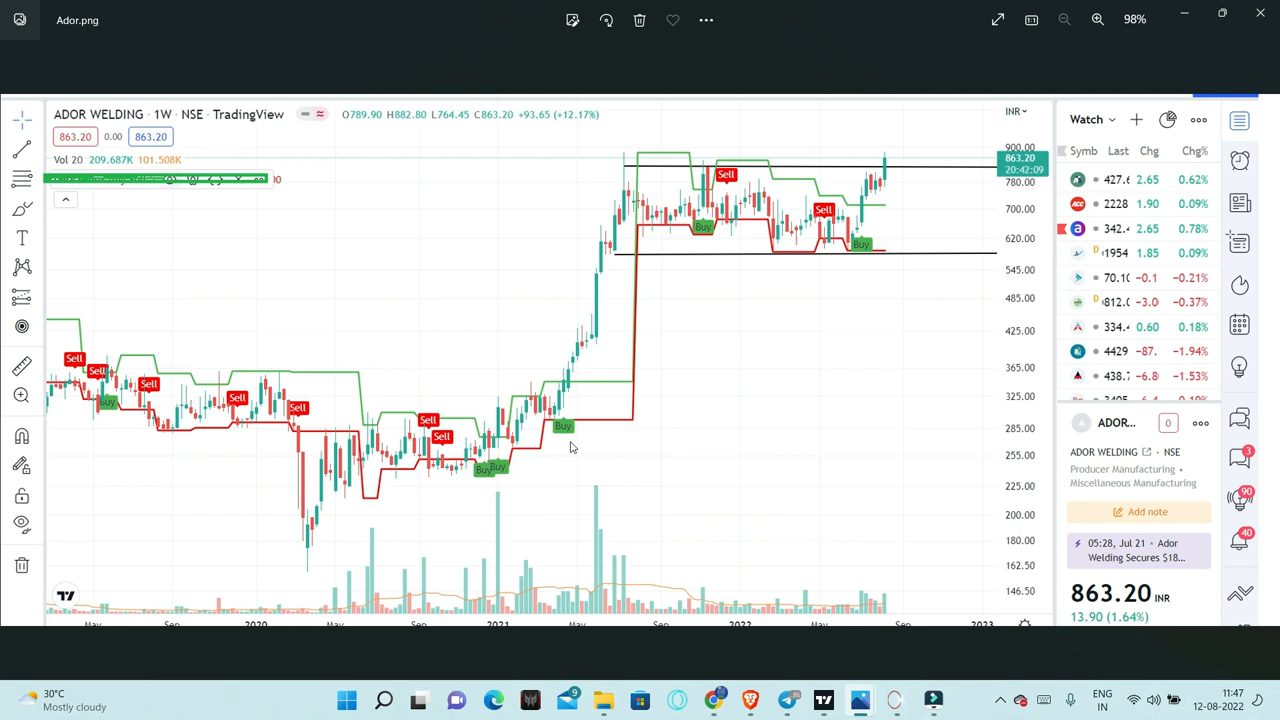 Ador.png
98%
ADOR WELDING · 1W · NSE · TradingView
O789.90 H882.80 L764.45 C863.20 +93.65 (+12.17%)
863.20 0.00 863.20
Vol 20 209.687K 101.508K
INR
900.00
863.20
20:42:09
780.00
700.00
620.00
545.00
485.00
425.00
365.00
325.00
285.00
255.00
225.00
200.00
180.00
162.50
146.50
Sell
Sell
Buy
Sell
Sell
Sell
Sell
Sell
Buy
Buy
Buy
Buy
Sell
Sell
Buy
May Sep 2020 May Sep 2021 May Sep 2022 May Sep 2023
Watch
Symb Last Chg Chg%
427.6 2.65 0.62%
2228 1.90 0.09%
342.4 2.65 0.78%
D 1954 1.85 0.09%
70.10 -0.1 -0.21%
D 812.0 -3.0 -0.37%
334.4 0.60 0.18%
4429 -87. -1.94%
438.7 -6.8 -1.53%
ADOR... 0
ADOR WELDING · NSE
Producer Manufacturing •
Miscellaneous Manufacturing
Add note
05:28, Jul 21 • Ador
Welding Secures $18...
863.20 INR
13.90 (1.64%)
3
90
40
30°C
Mostly cloudy
ENG
IN
11:47
12-08-2022